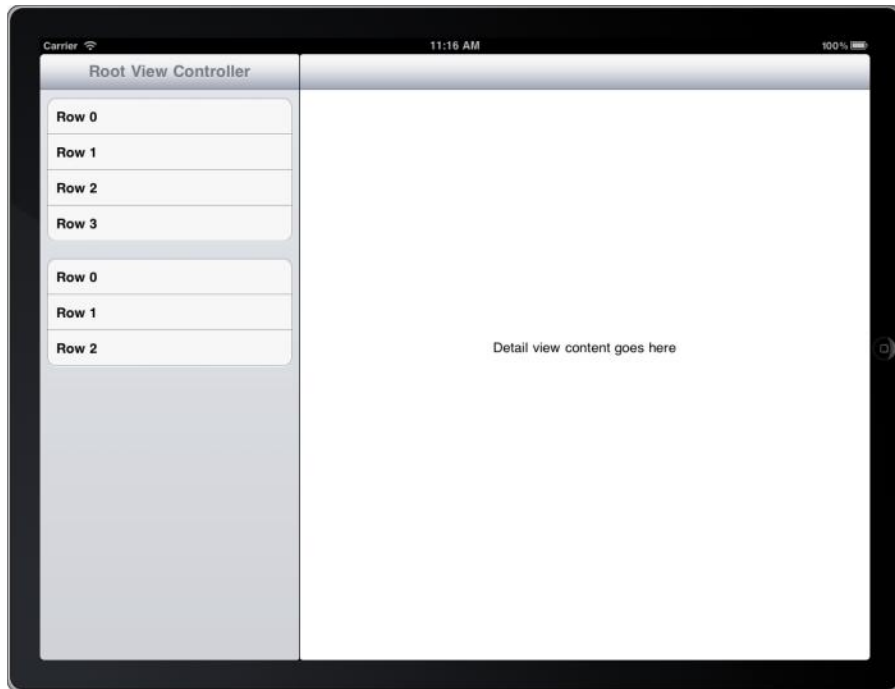 Carrier
11:16 AM
100%
Root View Controller
Row 0
Row 1
Row 2
Row 3
Row 0
Row 1
Row 2
Detail view content goes here